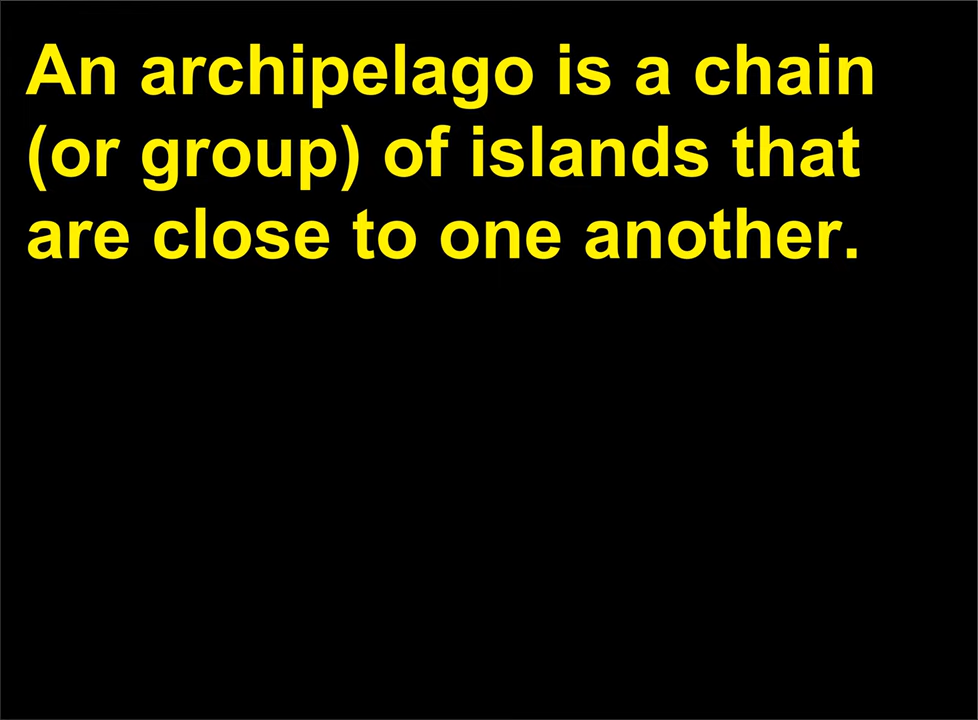 An archipelago is a chain
(or group) of islands that
are close to one another.